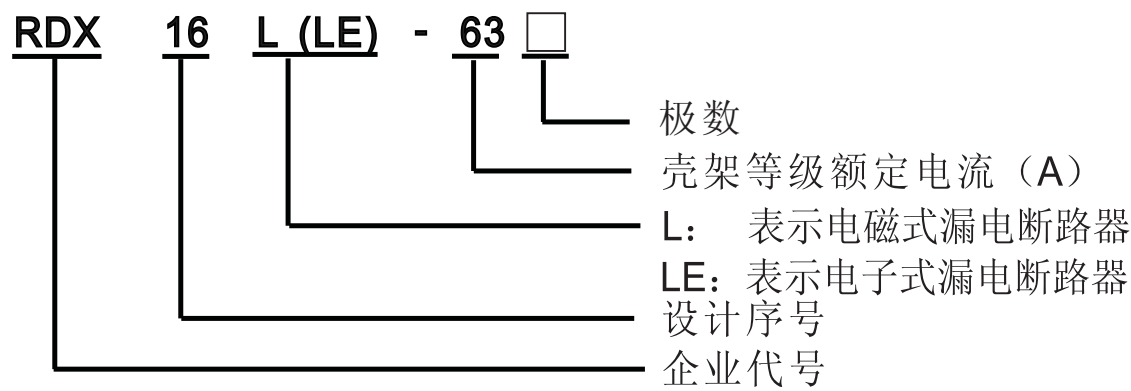 RDX 16 L (LE) - 63 □
极数
壳架等级额定电流（A）
L： 表示电磁式漏电断路器
LE：表示电子式漏电断路器
设计序号
企业代号